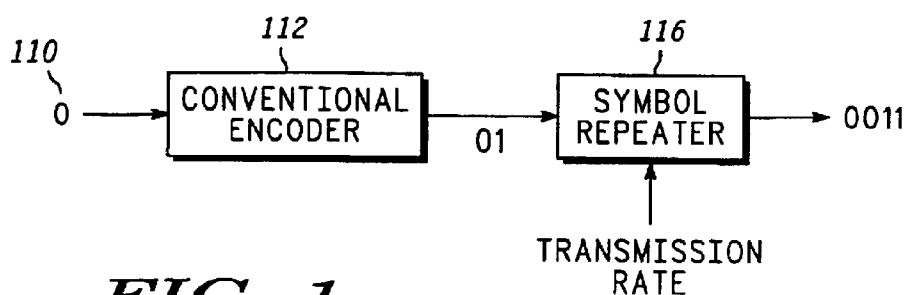 110
112
116
0
CONVENTIONAL
ENCODER
01
SYMBOL
REPEATER
0011
TRANSMISSION
RATE
FIG. 1